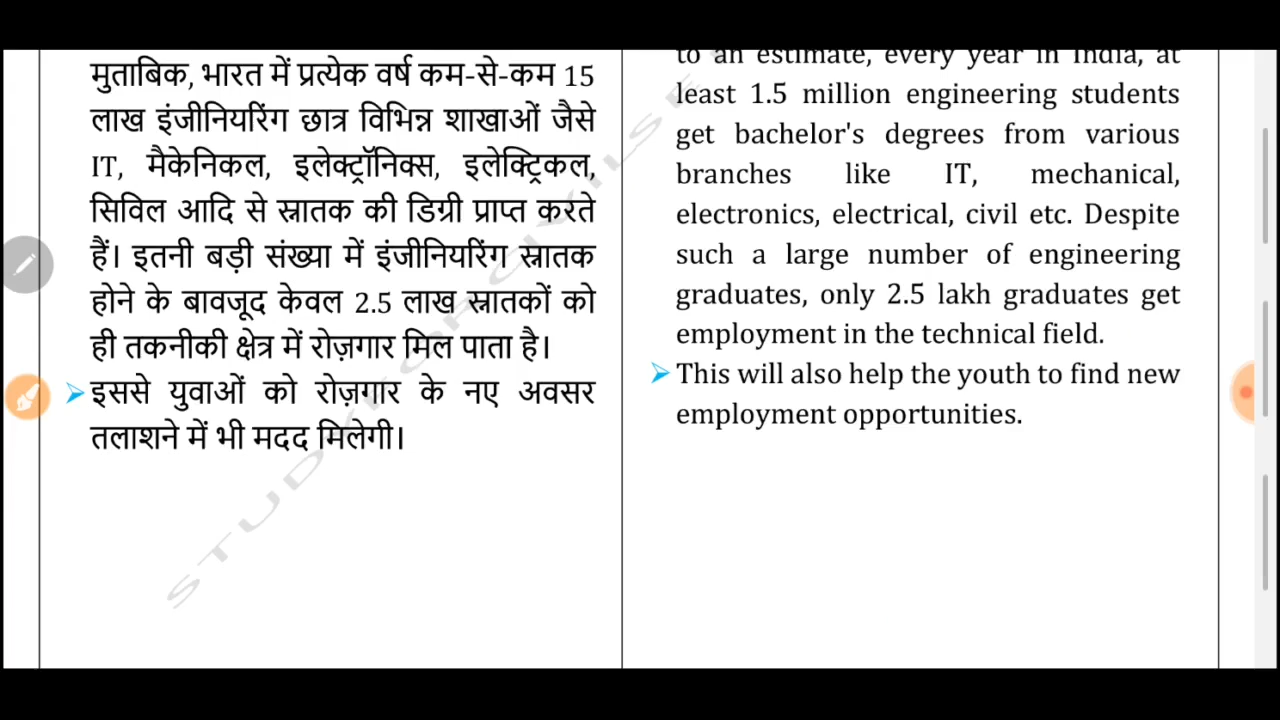 मुताबिक, भारत में प्रत्येक वर्ष कम-से-कम 15
लाख इंजीनियरिंग छात्र विभिन्न शाखाओं जैसे
IT, मैकेनिकल, इलेक्ट्रॉनिक्स, इलेक्ट्रिकल,
सिविल आदि से स्नातक की डिग्री प्राप्त करते
हैं। इतनी बड़ी संख्या में इंजीनियरिंग स्नातक
होने के बावजूद केवल 2.5 लाख स्नातकों को
ही तकनीकी क्षेत्र में रोज़गार मिल पाता है।
इससे युवाओं को रोज़गार के नए अवसर
तलाशने में भी मदद मिलेगी।
to an estimate, every year in India, at
least 1.5 million engineering students
get bachelor's degrees from various
branches like IT, mechanical,
electronics, electrical, civil etc. Despite
such a large number of engineering
graduates, only 2.5 lakh graduates get
employment in the technical field.
This will also help the youth to find new
employment opportunities.